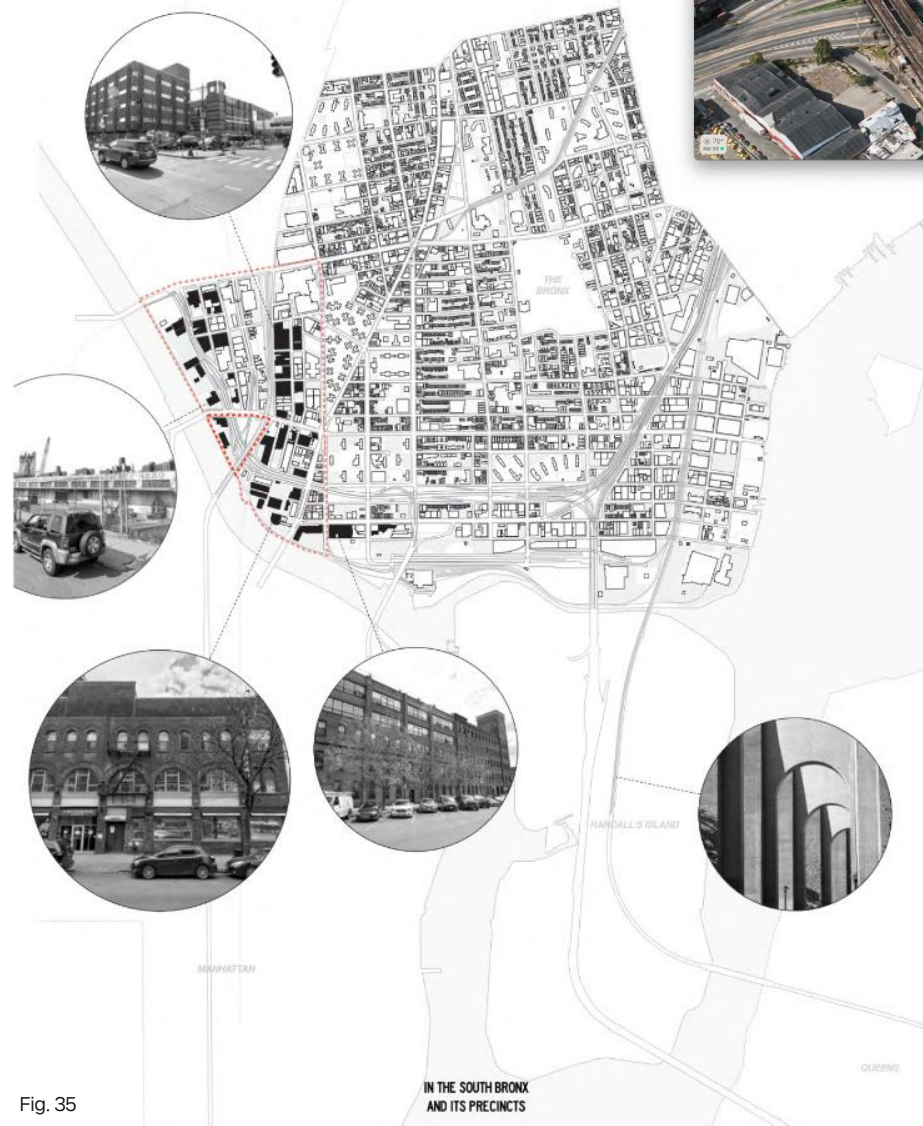 THE
BRONX
RANDALL'S ISLAND
MANHATTAN
QUEENS
IN THE SOUTH BRONX
AND ITS PRECINCTS
Fig. 35